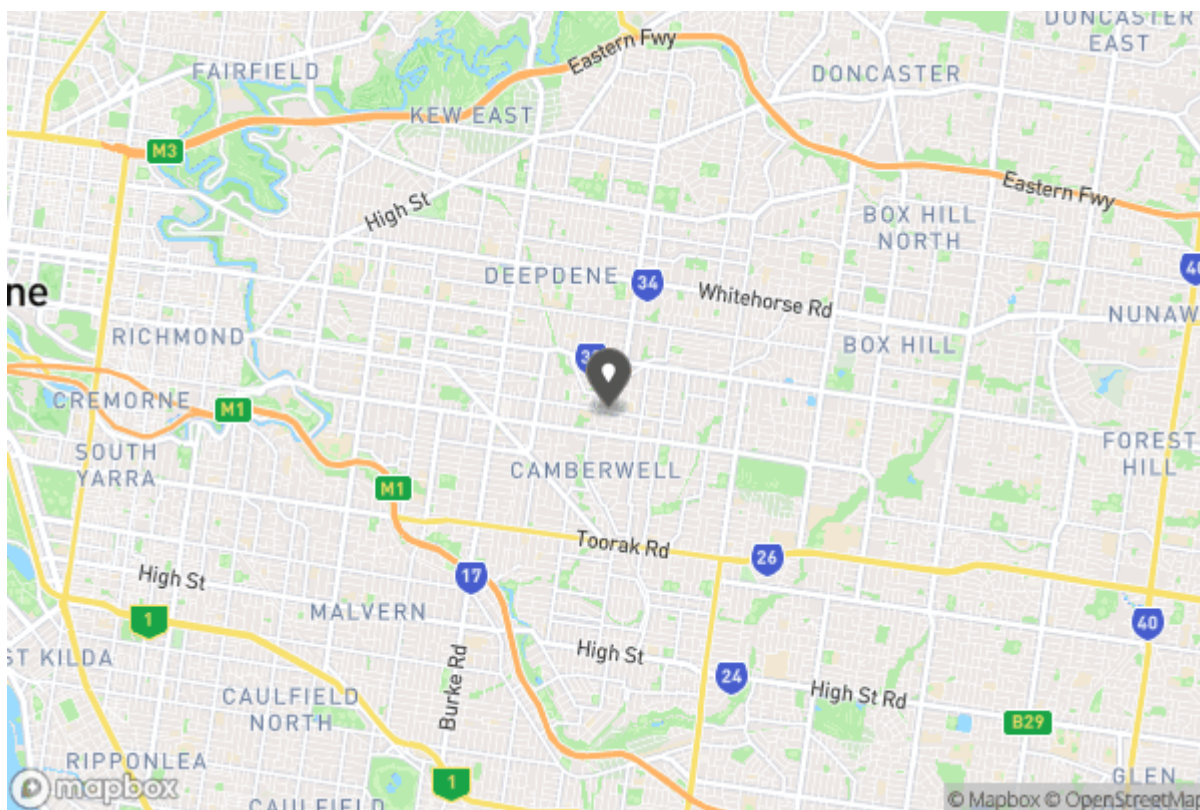 DONCASTER
EAST
Eastern Fwy
FAIRFIELD
DONCASTER
KEW EAST
M3
Eastern Fwy
High St
BOX HILL
NORTH
DEEPDENE
34
40
ne
Whitehorse Rd
NUNAW
RICHMOND
BOX HILL
CREMORNE
M1
SOUTH
YARRA
CAMBERWELL
FOREST
HILL
M1
Toorak Rd
26
High St
17
MALVERN
1
40
ST KILDA
High St
24
Burke Rd
High St Rd
CAULFIELD
NORTH
B29
RIPPONLEA
1
GLEN
mapbox
CAULFIELD
© Mapbox © OpenStreetMap